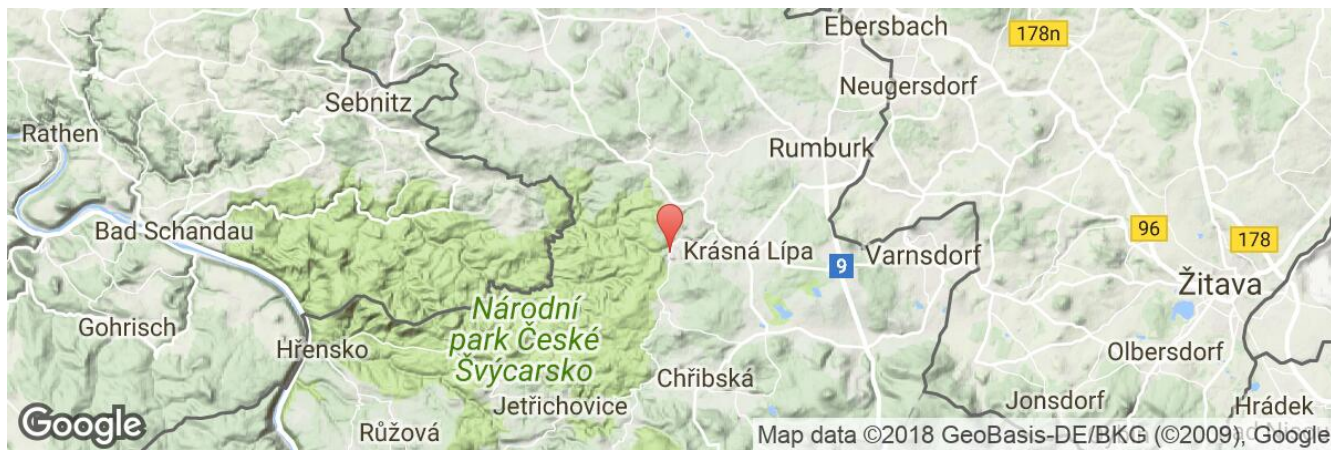 Ebersbach
178n
Neugersdorf
Sebnitz
Rathen
Rumburk
Bad Schandau
Krásná Lípa
Varnsdorf
96
178
9
Žitava
Národní
park České
Švýcarsko
Gohrisch
Hřensko
Olbersdorf
Chřibská
Jetřichovice
Jonsdorf
Hrádek
Růžová
Google
Map data ©2018 GeoBasis-DE/BKG (©2009), Google